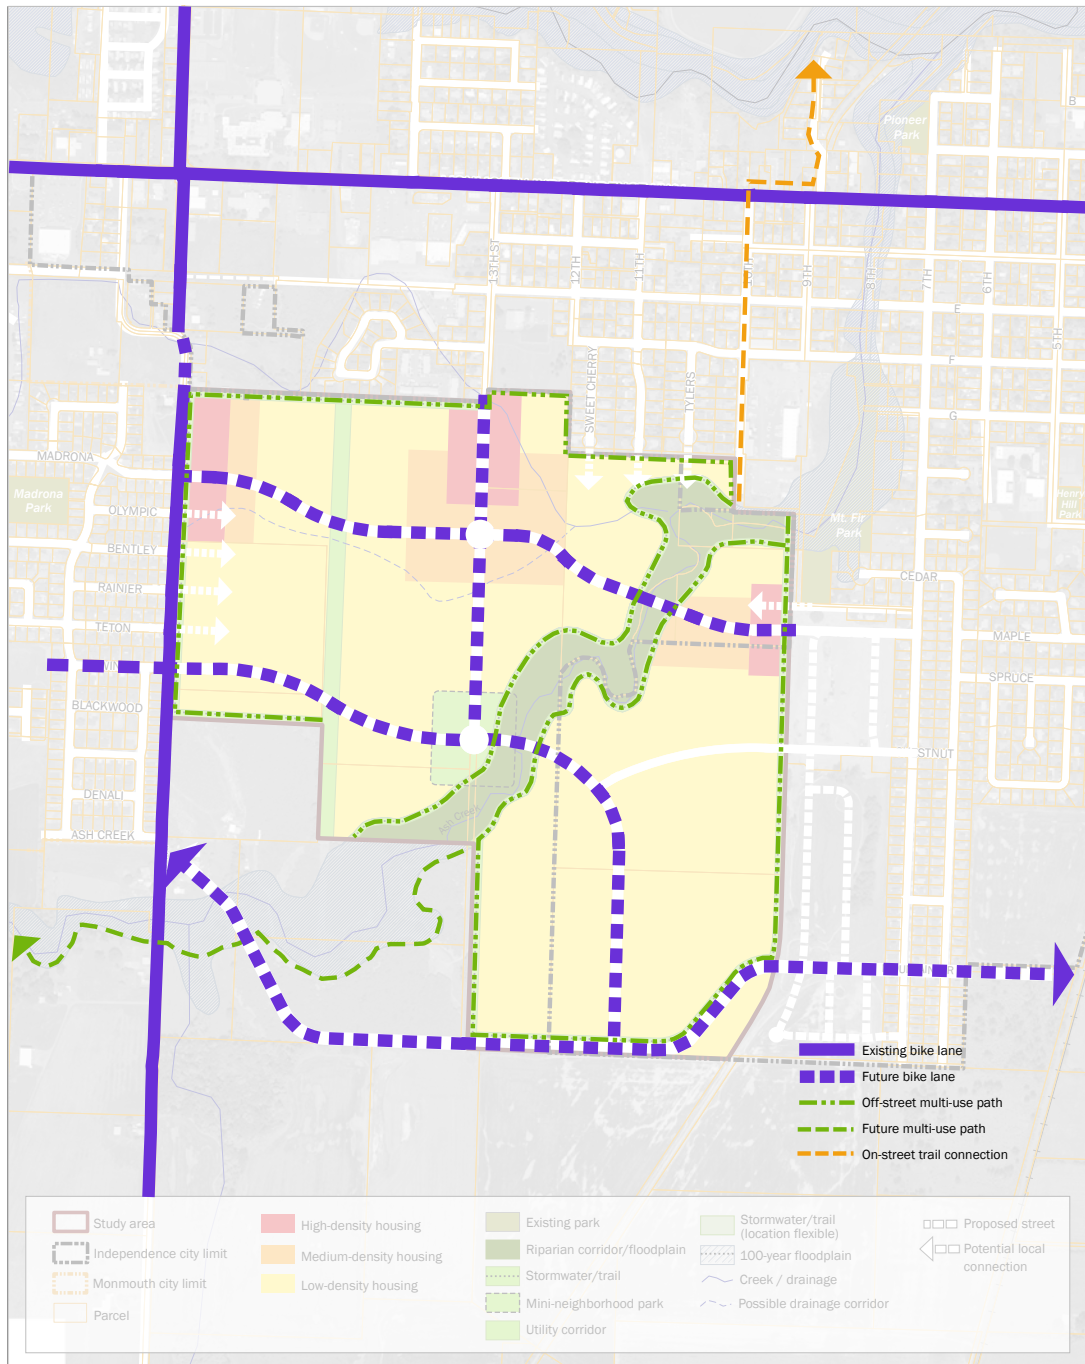 B
Pioneer
Park
13TH ST
12TH
11TH
10TH
9TH
8TH
7TH
6TH
5TH
E
F
G
SWEET CHERRY
TYLERS
MADRONA
Madrona
Park
OLYMPIC
BENTLEY
RAINIER
TETON
BLACKWOOD
DENALI
ASH CREEK
Henry
Hill
Park
Mt. Fir
Park
CEDAR
MAPLE
SPRUCE
STNUT
Ash Creek
Existing bike lane
Future bike lane
Off-street multi-use path
Future multi-use path
On-street trail connection
Study area
Independence city limit
Monmouth city limit
Parcel
High-density housing
Medium-density housing
Low-density housing
Existing park
Riparian corridor/floodplain
Stormwater/trail
Mini-neighborhood park
Utility corridor
Stormwater/trail
(location flexible)
100-year floodplain
Creek / drainage
Possible drainage corridor
Proposed street
Potential local
connection